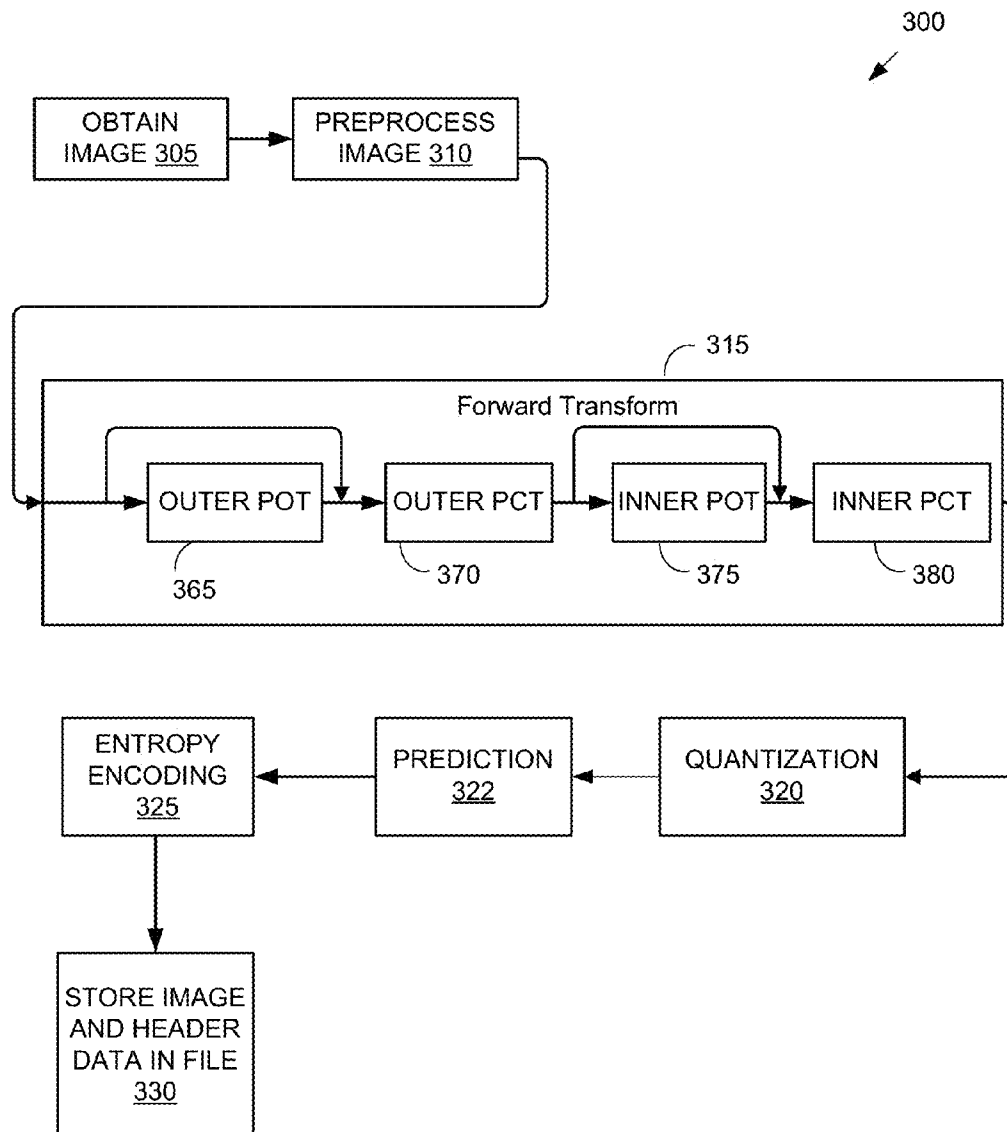 300
OBTAIN
IMAGE 305
PREPROCESS
IMAGE 310
315
Forward Transform
OUTER POT
OUTER PCT
INNER POT
INNER PCT
365
370
375
380
ENTROPY
ENCODING
325
PREDICTION
322
QUANTIZATION
320
STORE IMAGE
AND HEADER
DATA IN FILE
330